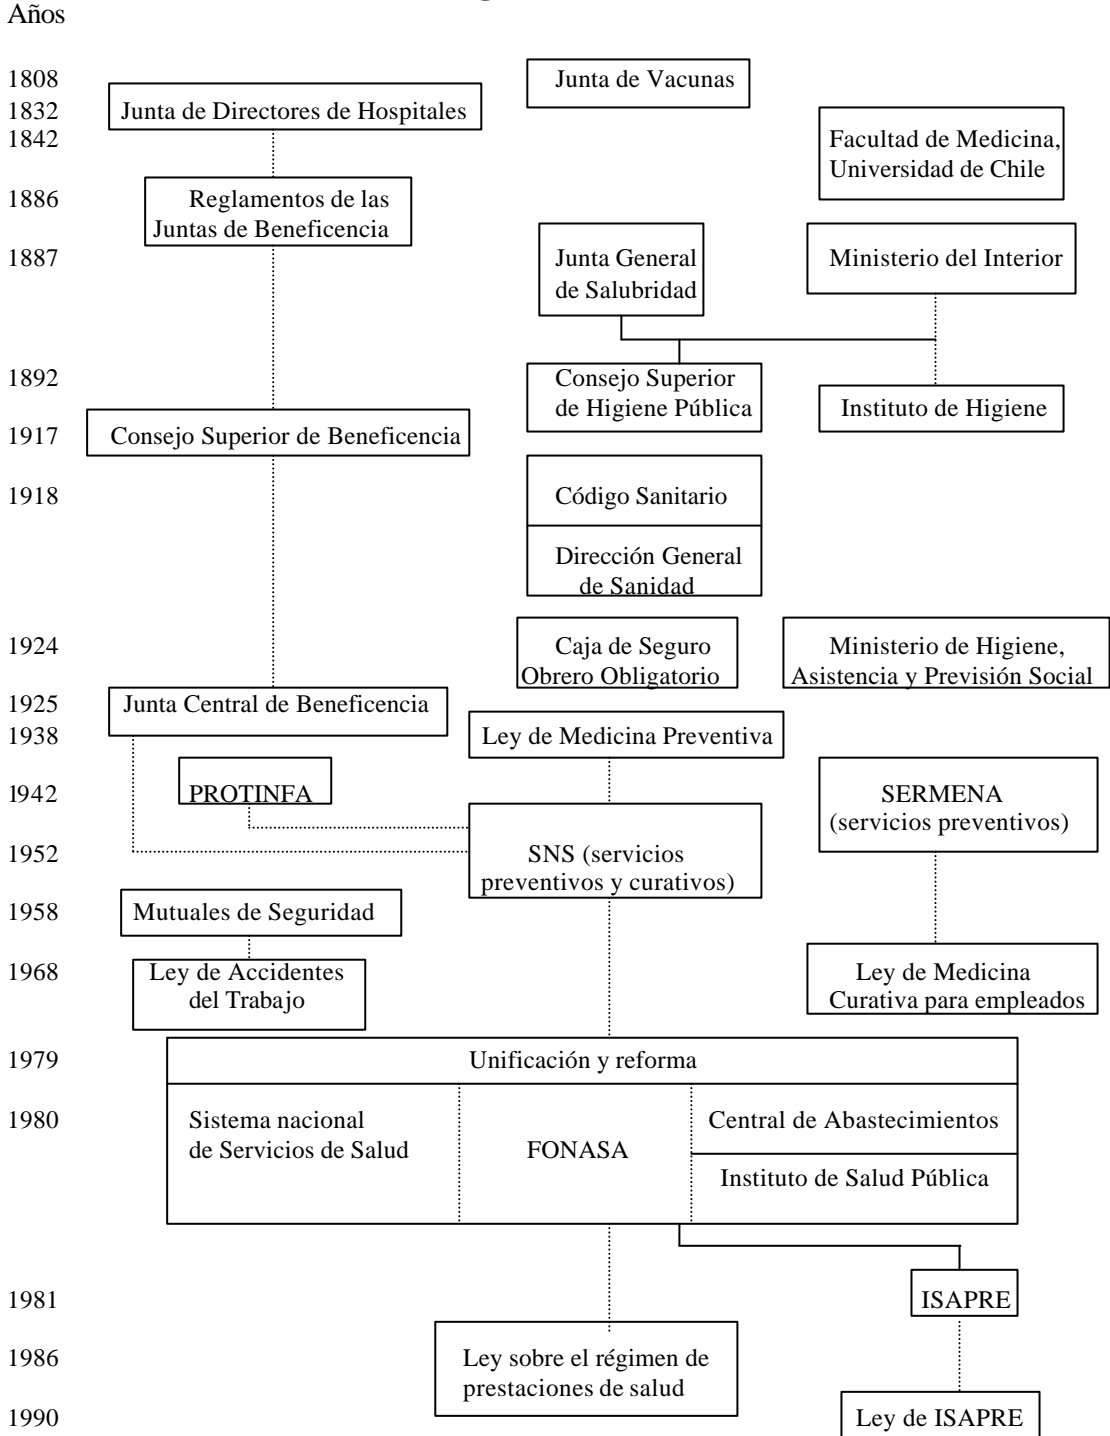 Años
1808
Junta de Vacunas
1832
Junta de Directores de Hospitales
1842
Facultad de Medicina,
Universidad de Chile
1886
Reglamentos de las
Juntas de Beneficencia
1887
Junta General
de Salubridad
Ministerio del Interior
1892
Consejo Superior
de Higiene Pública
Instituto de Higiene
1917
Consejo Superior de Beneficencia
1918
Código Sanitario
Dirección General
de Sanidad
1924
Caja de Seguro
Obrero Obligatorio
Ministerio de Higiene,
Asistencia y Previsión Social
1925
Junta Central de Beneficencia
1938
Ley de Medicina Preventiva
1942
PROTINFA
SERMENA
(servicios preventivos)
1952
SNS (servicios
preventivos y curativos)
1958
Mutuales de Seguridad
1968
Ley de Accidentes
del Trabajo
Ley de Medicina
Curativa para empleados
1979
Unificación y reforma
1980
Sistema nacional
de Servicios de Salud
FONASA
Central de Abastecimientos
Instituto de Salud Pública
1981
ISAPRE
1986
Ley sobre el régimen de
prestaciones de salud
1990
Ley de ISAPRE